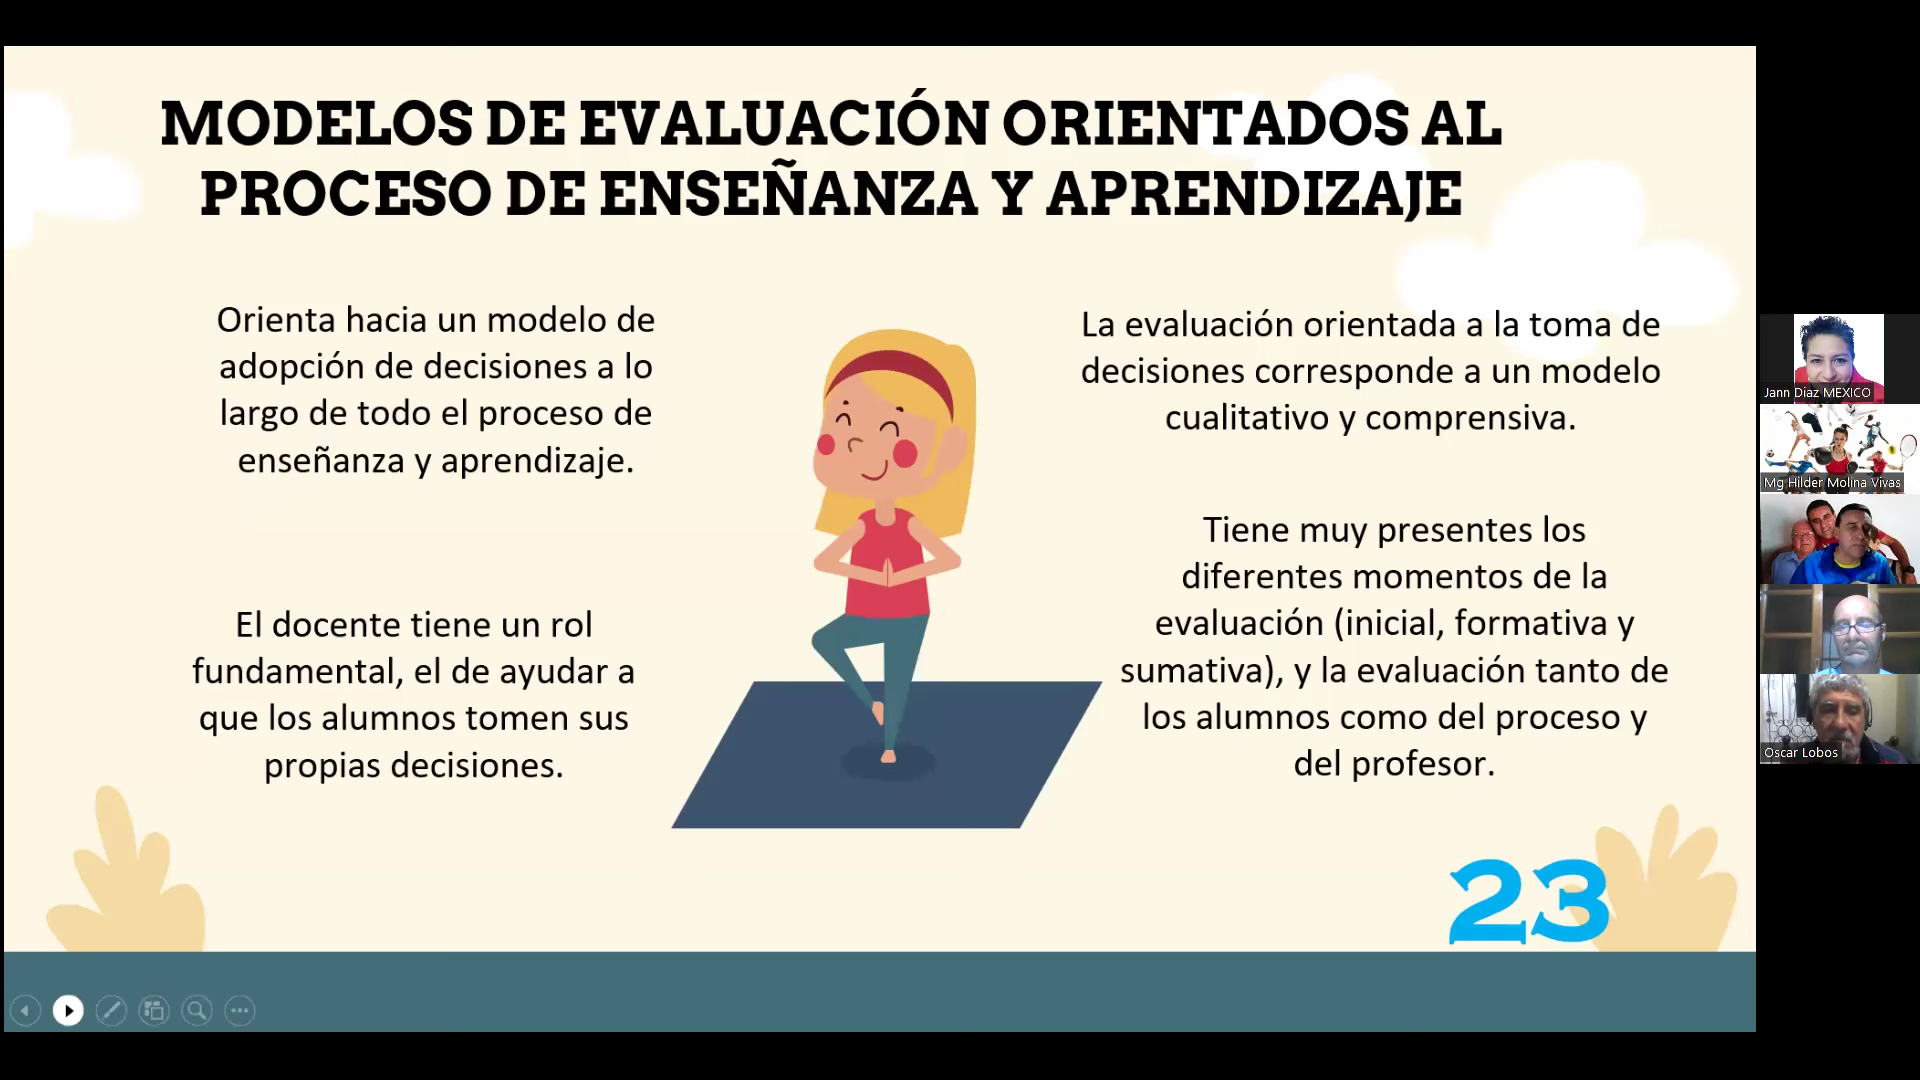 MODELOS DE EVALUACIÓN ORIENTADOS AL
PROCESO DE ENSEÑANZA Y APRENDIZAJE
Orienta hacia un modelo de
adopción de decisiones a lo
largo de todo el proceso de
enseñanza y aprendizaje.
El docente tiene un rol
fundamental, el de ayudar a
que los alumnos tomen sus
propias decisiones.
La evaluación orientada a la toma de
decisiones corresponde a un modelo
cualitativo y comprensiva.
Tiene muy presentes los
diferentes momentos de la
evaluación (inicial, formativa y
sumativa), y la evaluación tanto de
los alumnos como del proceso y
del profesor.
23
Jann Diaz MEXICO
Mg Hilder Molina Vivas
Oscar Lobos